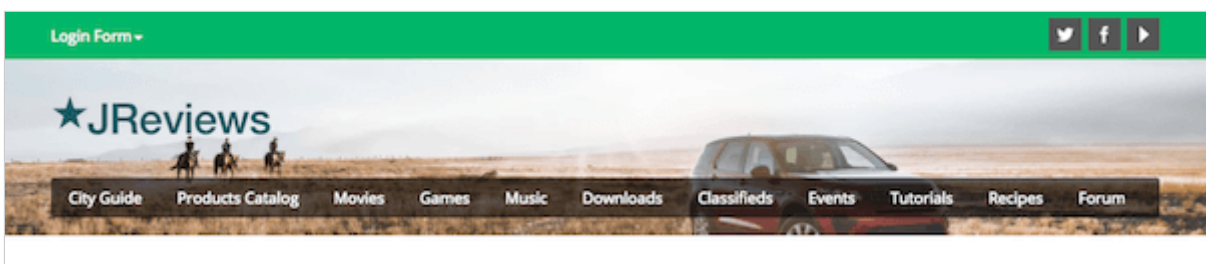 Login Form
JReviews
City Guide Products Catalog Movies Games Music Downloads Classifieds Events Tutorials Recipes Forum